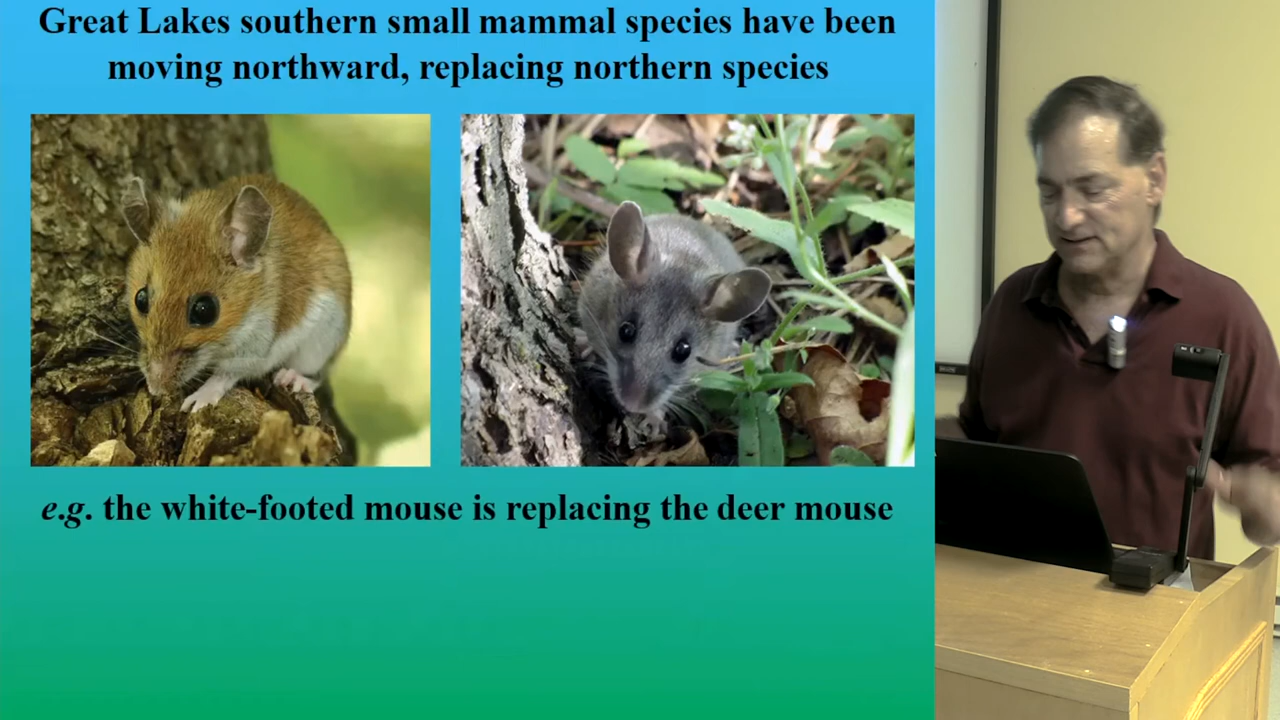 Great Lakes southern small mammal species have been
moving northward, replacing northern species
e.g. the white-footed mouse is replacing the deer mouse